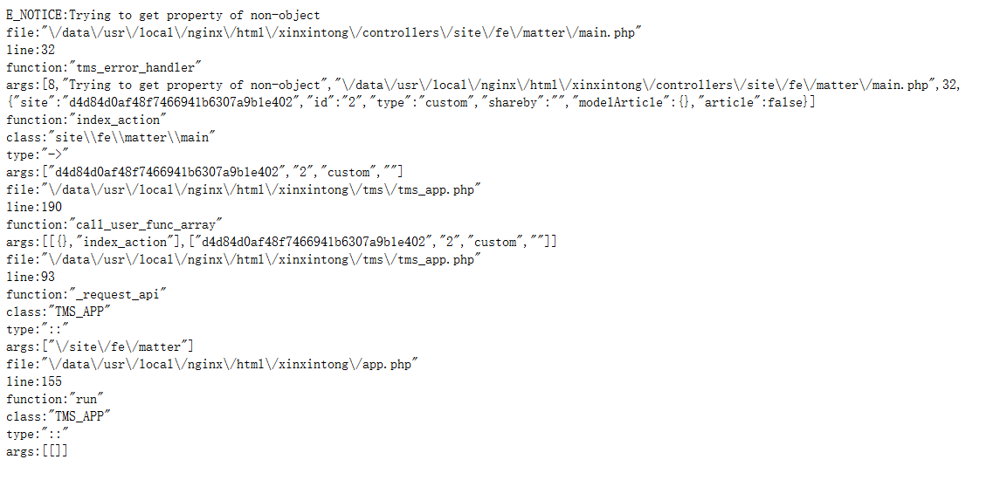 E_NOTICE:Trying to get property of non-object
file:"\/data\/usr\/local\/nginx\/html\/xinxintong\/controllers\/site\/fe\/matter\/main.php"
line:32
function:"tms_error_handler"
args:[8,"Trying to get property of non-object","\/data\/usr\/local\/nginx\/html\/xinxintong\/controllers\/site\/fe\/matter\/main.php",32,
{"site":"d4d84d0af48f7466941b6307a9b1e402","id":"2","type":"custom","shareby":"","modelArticle":{},"article":false}]
function:"index_action"
class:"site\\fe\\matter\\main"
type:"->"
args:["d4d84d0af48f7466941b6307a9b1e402","2","custom",""]
file:"\/data\/usr\/local\/nginx\/html\/xinxintong\/tms\/tms_app.php"
line:190
function:"call_user_func_array"
args:[[{},"index_action"],["d4d84d0af48f7466941b6307a9b1e402","2","custom",""]]
file:"\/data\/usr\/local\/nginx\/html\/xinxintong\/tms\/tms_app.php"
line:93
function:"_request_api"
class:"TMS_APP"
type:"::"
args:["\/site\/fe\/matter"]
file:"\/data\/usr\/local\/nginx\/html\/xinxintong\/app.php"
line:155
function:"run"
class:"TMS_APP"
type:"::"
args:[[]]